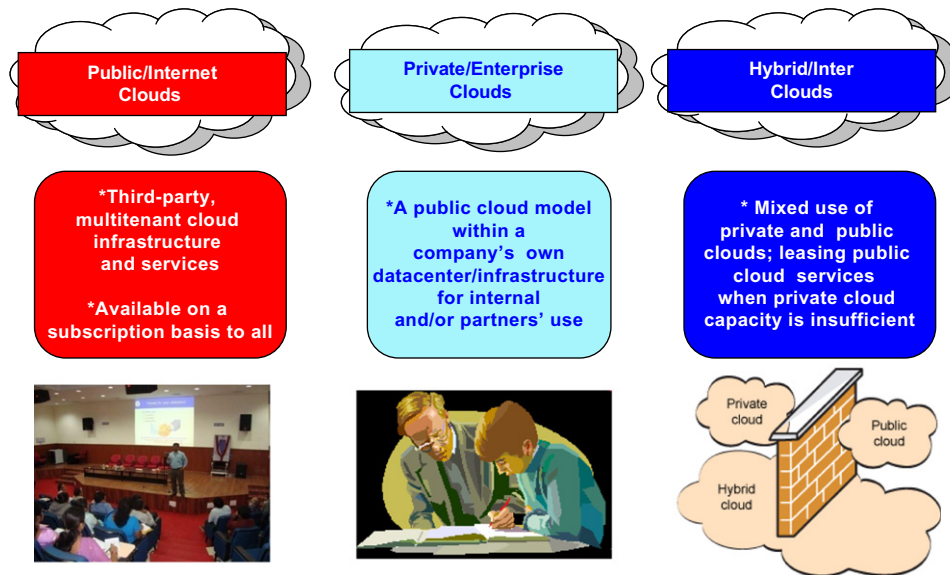 Public/Internet
Clouds
Private/Enterprise
Clouds
Hybrid/Inter
Clouds
*Third-party,
multitenant cloud
infrastructure
and services
*Available on a
subscription basis to all
*A public cloud model
within a
company’s own
datacenter/infrastructure
for internal
and/or partners’ use
* Mixed use of
private and public
clouds; leasing public
cloud services
when private cloud
capacity is insufficient
Private
cloud
Public
cloud
Hybrid
cloud